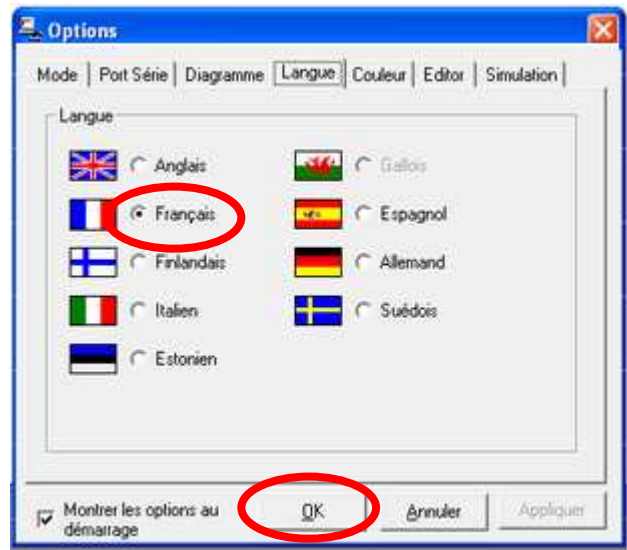 Options
Mode Port Série Diagramme Langue Couleur Editor Simulation
Langue
Anglais Gallois
Français Espagnol
Finlandais Allemand
Italien Suédois
Estonien
Montrer les options au
démarrage
OK Annuler Appliquer